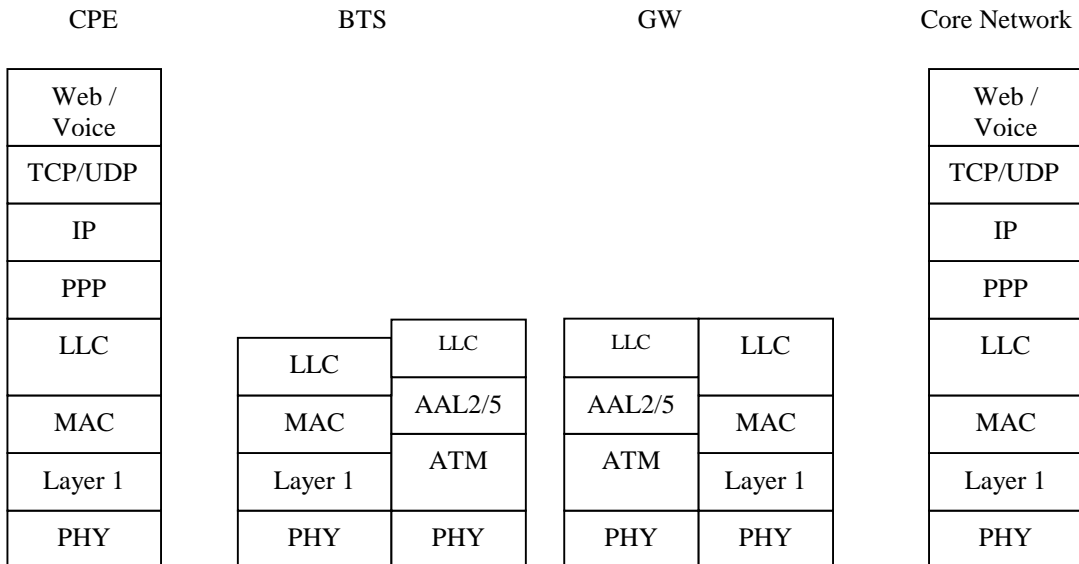 CPE BTS GW Core Network
Web /
Voice
TCP/UDP
IP
PPP
LLC
MAC
Layer 1
PHY
LLC
MAC
Layer 1
PHY
LLC
AAL2/5
ATM
PHY
LLC
AAL2/5
ATM
PHY
LLC
MAC
Layer 1
PHY
Web /
Voice
TCP/UDP
IP
PPP
LLC
MAC
Layer 1
PHY